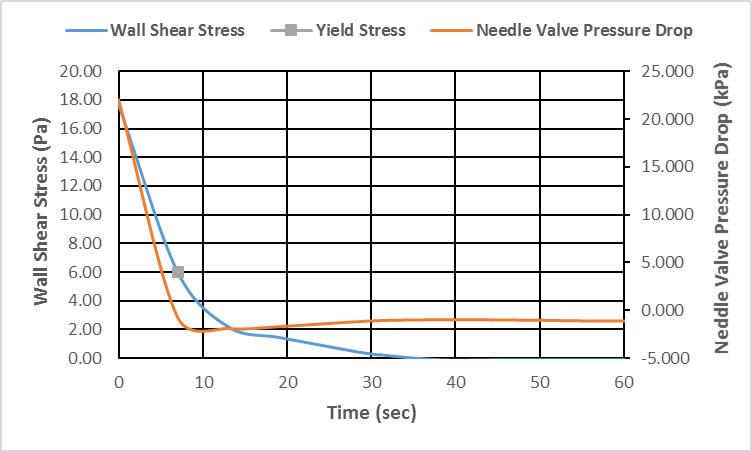 Wall Shear Stress Yield Stress Needle Valve Pressure Drop
20.00 25.000
18.00
20.000
16.00
14.00 15.000
12.00
10.00 10.000
8.00
5.000
6.00
4.00 0.000
2.00
0.00 -5.000
0 10 20 30 40 50 60
Time (sec)
Wall Shear Stress (Pa)
Neddle Valve Pressure Drop (kPa)